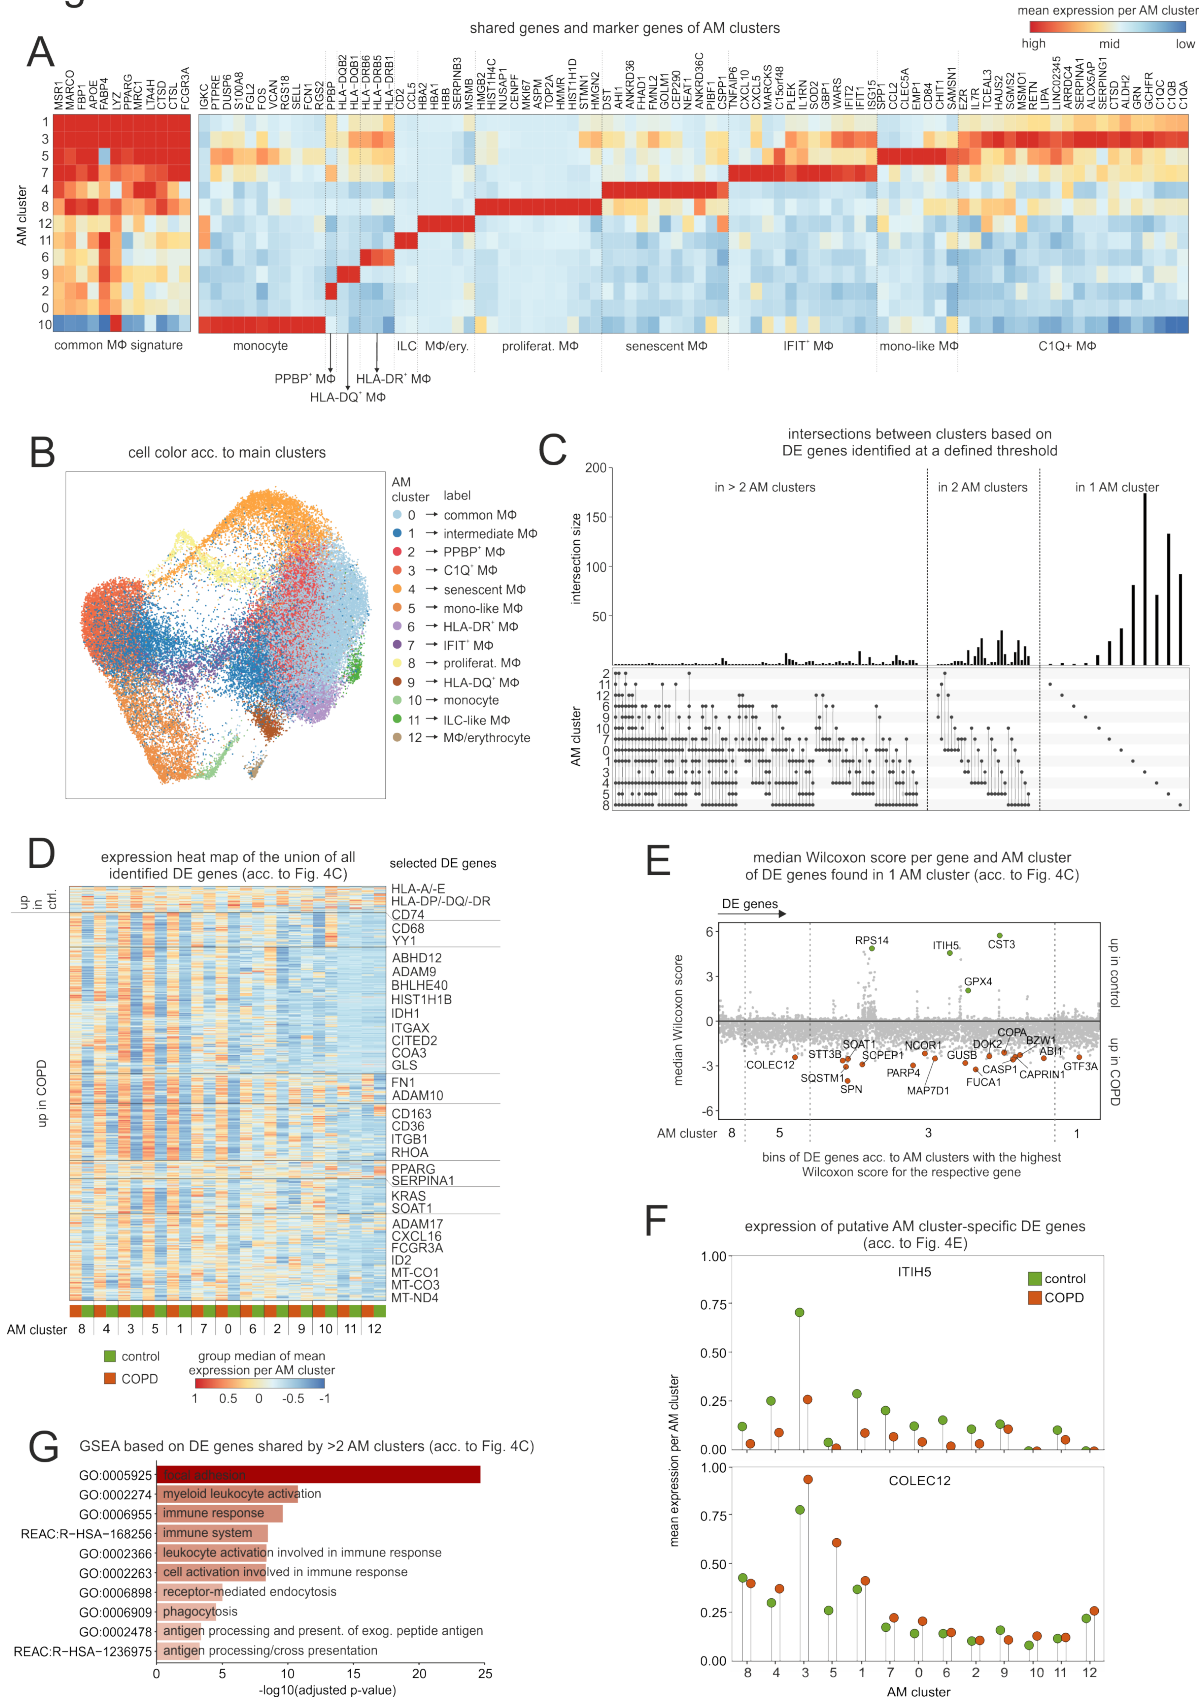 shared genes and marker genes of AM clusters
mean expression per AM cluster
high mid low
A
MSR1 MARCO FBP1 APOE FABP4 LYZ PPARG MRC1 LTA4H CTSD CTSL FCGR3A
IGKC PTPRE DUSP6 S100A8 FGL2 FOS VCAN RGS18 SELL FCN1 RGS2 PPBP HLA-DQB2 HLA-DQB1 HLA-DRB6 HLA-DRB5 HLA-DRB1 CD2 CCL5 HBA2 HBA1 HBB SERPINB3 MSMB HMGB2 HIST1H4C NUSAP1 CENPF MKI67 ASPM TOP2A HMMR HIST1H1D STMN1 HMGN2 DST AHI1 ANKRD36 FHAD1 FMNL2 GOLM1 CEP290 NEAT1 ANKRD36C PIBF1 CSPP1 TNFAIP6 CXCL10 CXCL5 MARCKS C15orf48 PLEK IL1RN SOD2 GBP1 WARS IFIT2 IFIT1 ISG15 SPP1 CCL2 CLEC5A EMP1 CD84 CHIT1 SAMSN1 EZR IL7R TCEAL3 HAUS2 SGMS2 MSMO1 RETN LIPA LINC02345 ARRDC4 SERPINA1 ALOX5AP SERPING1 CTSD ALDH2 GRN GCHFR C1QC C1QB C1QA
AM cluster
1
3
5
7
4
8
12
11
6
9
2
0
10
common MΦ signature
monocyte
ILC
MΦ/ery.
proliferat. MΦ
senescent MΦ
IFIT⁺ MΦ
mono-like MΦ
C1Q+ MΦ
PPBP⁺ MΦ
HLA-DR⁺ MΦ
HLA-DQ⁺ MΦ
B
cell color acc. to main clusters
AM
cluster label
0 → common MΦ
1 → intermediate MΦ
2 → PPBP⁺ MΦ
3 → C1Q⁺ MΦ
4 → senescent MΦ
5 → mono-like MΦ
6 → HLA-DR⁺ MΦ
7 → IFIT⁺ MΦ
8 → proliferat. MΦ
9 → HLA-DQ⁺ MΦ
10 → monocyte
11 → ILC-like MΦ
12 → MΦ/erythrocyte
C
intersections between clusters based on
DE genes identified at a defined threshold
in > 2 AM clusters
in 2 AM clusters
in 1 AM cluster
intersection size
200
150
100
50
AM cluster
2
11
12
6
9
10
7
0
1
3
4
5
8
D
expression heat map of the union of all
identified DE genes (acc. to Fig. 4C)
selected DE genes
up in ctrl.
up in COPD
HLA-A/-E
HLA-DP/-DQ/-DR
CD74
CD68
YY1
ABHD12
ADAM9
BHLHE40
HIST1H1B
IDH1
ITGAX
CITED2
COA3
GLS
FN1
ADAM10
CD163
CD36
ITGB1
RHOA
PPARG
SERPINA1
KRAS
SOAT1
ADAM17
CXCL16
FCGR3A
ID2
MT-CO1
MT-CO3
MT-ND4
AM cluster 8 4 3 5 1 7 0 6 2 9 10 11 12
control
COPD
group median of mean
expression per AM cluster
1 0.5 0 -0.5 -1
E
median Wilcoxon score per gene and AM cluster
of DE genes found in 1 AM cluster (acc. to Fig. 4C)
DE genes
median Wilcoxon score
6
3
0
-3
-6
RPS14
ITIH5
CST3
GPX4
COLEC12
STT3B
SOAT1
SCPEP1
SQSTM1
SPN
NCOR1
PARP4
MAP7D1
GUSB
DOK2
COPA
BZW1
ABI1
CASP1
CAPRIN1
FUCA1
GTF3A
up in control
up in COPD
AM cluster 8 5 3 1
bins of DE genes acc. to AM clusters with the highest
Wilcoxon score for the respective gene
F
expression of putative AM cluster-specific DE genes
(acc. to Fig. 4E)
ITIH5
control
COPD
1.00
0.75
0.50
0.25
0.00
mean expression per AM cluster
COLEC12
1.00
0.75
0.50
0.25
0.00
8 4 3 5 1 7 0 6 2 9 10 11 12
AM cluster
G
GSEA based on DE genes shared by >2 AM clusters (acc. to Fig. 4C)
GO:0005925 focal adhesion
GO:0002274 myeloid leukocyte activation
GO:0006955 immune response
REAC:R-HSA-168256 immune system
GO:0002366 leukocyte activation involved in immune response
GO:0002263 cell activation involved in immune response
GO:0006898 receptor-mediated endocytosis
GO:0006909 phagocytosis
GO:0002478 antigen processing and present. of exog. peptide antigen
REAC:R-HSA-1236975 antigen processing/cross presentation
0 5 10 15 20 25
-log10(adjusted p-value)